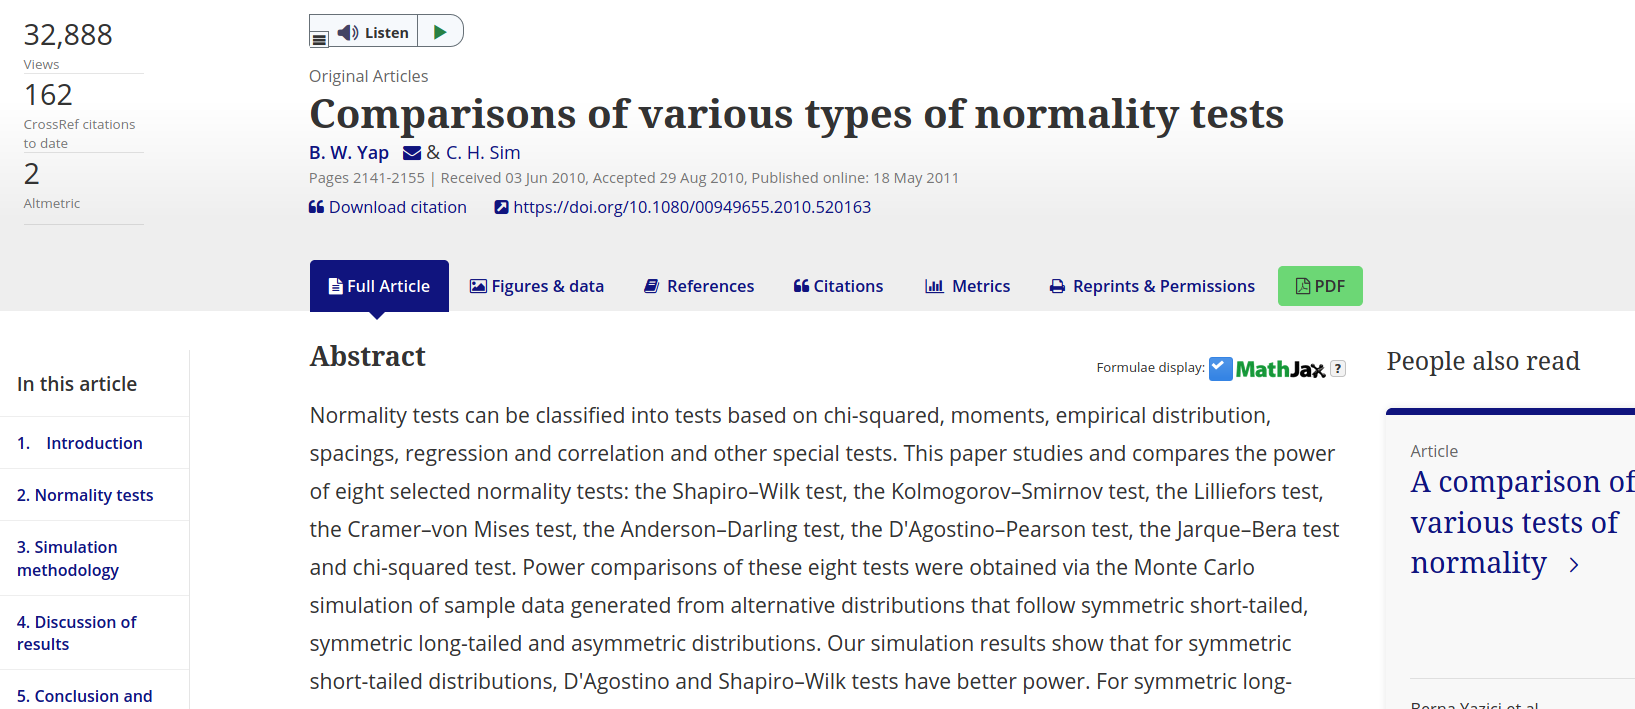 32,888
Views
162
CrossRef citations
to date
2
Altmetric
Listen
Original Articles
Comparisons of various types of normality tests
B. W. Yap & C. H. Sim
Pages 2141-2155 | Received 03 Jun 2010, Accepted 29 Aug 2010, Published online: 18 May 2011
Download citation https://doi.org/10.1080/00949655.2010.520163
Full Article Figures & data References Citations Metrics Reprints & Permissions PDF
In this article
1. Introduction
2. Normality tests
3. Simulation
methodology
4. Discussion of
results
5. Conclusion and
Abstract
Formulae display: MathJax ?
Normality tests can be classified into tests based on chi-squared, moments, empirical distribution,
spacings, regression and correlation and other special tests. This paper studies and compares the power
of eight selected normality tests: the Shapiro–Wilk test, the Kolmogorov–Smirnov test, the Lilliefors test,
the Cramer–von Mises test, the Anderson–Darling test, the D'Agostino–Pearson test, the Jarque–Bera test
and chi-squared test. Power comparisons of these eight tests were obtained via the Monte Carlo
simulation of sample data generated from alternative distributions that follow symmetric short-tailed,
symmetric long-tailed and asymmetric distributions. Our simulation results show that for symmetric
short-tailed distributions, D'Agostino and Shapiro–Wilk tests have better power. For symmetric long-
People also read
Article
A comparison of
various tests of
normality
Berna Yazici et al.